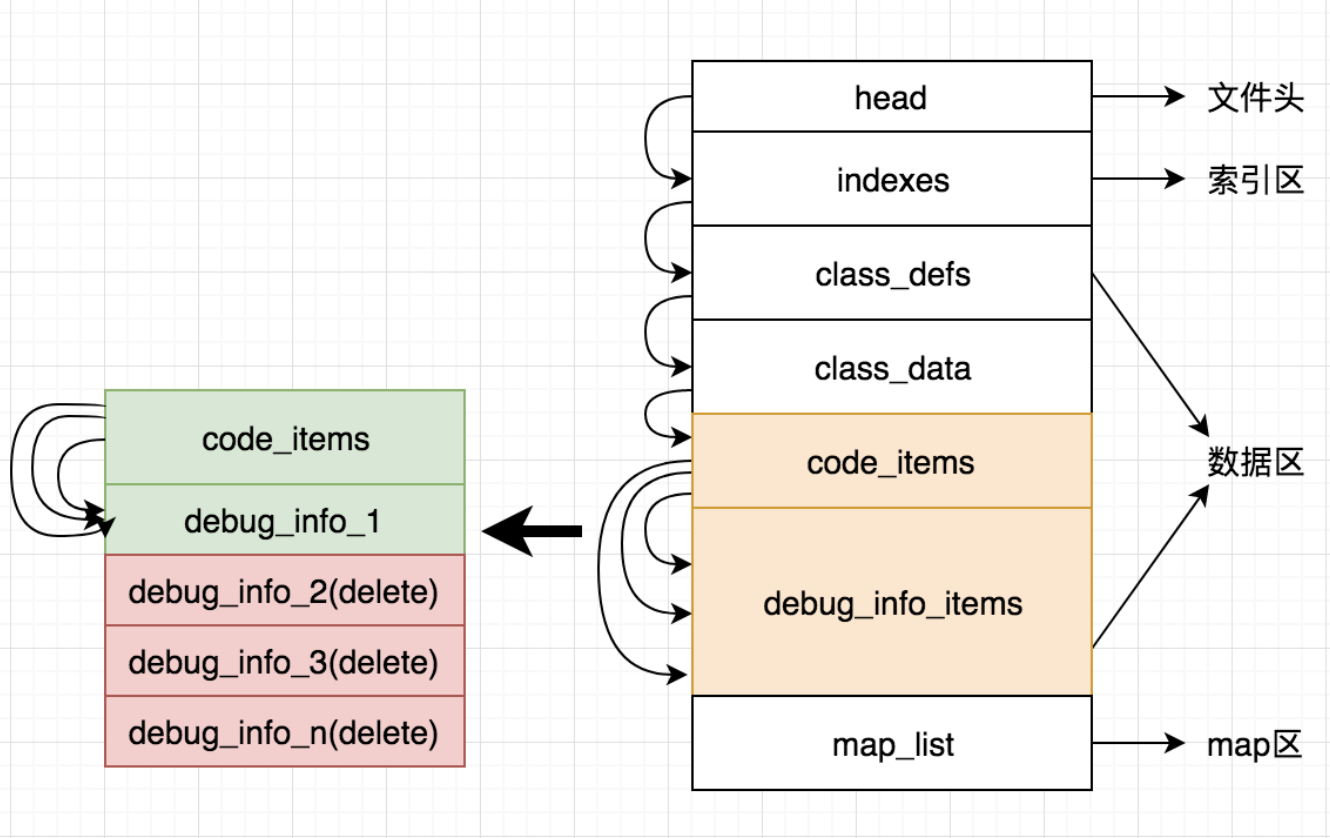 head
文件头
indexes
索引区
class_defs
class_data
code_items
数据区
debug_info_items
map_list
map区
code_items
debug_info_1
debug_info_2(delete)
debug_info_3(delete)
debug_info_n(delete)